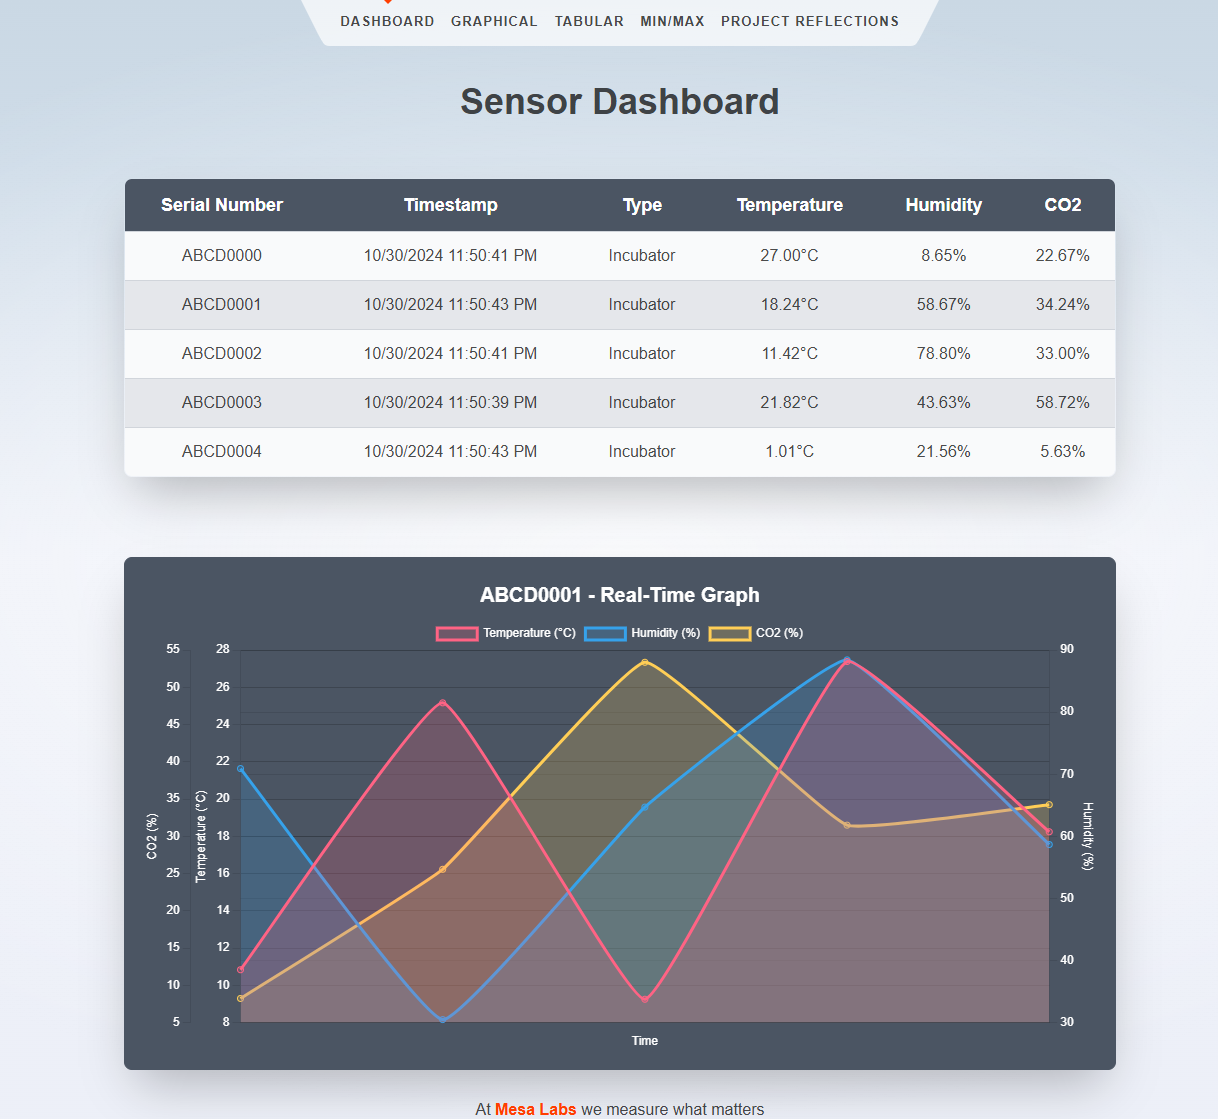 DASHBOARD GRAPHICAL TABULAR MIN/MAX PROJECT REFLECTIONS
Sensor Dashboard
Serial Number Timestamp Type Temperature Humidity CO2
ABCD0000 10/30/2024 11:50:41 PM Incubator 27.00°C 8.65% 22.67%
ABCD0001 10/30/2024 11:50:43 PM Incubator 18.24°C 58.67% 34.24%
ABCD0002 10/30/2024 11:50:41 PM Incubator 11.42°C 78.80% 33.00%
ABCD0003 10/30/2024 11:50:39 PM Incubator 21.82°C 43.63% 58.72%
ABCD0004 10/30/2024 11:50:43 PM Incubator 1.01°C 21.56% 5.63%
ABCD0001 - Real-Time Graph
Temperature (°C) Humidity (%) CO2 (%)
55 28 90
50 26
80
45 24
40 22
70
35 20
30 18 60
25 16
50
20 14
15 12
40
10 10
5 8 30
CO2 (%)
Temperature (°C)
Humidity (%)
Time
At Mesa Labs we measure what matters